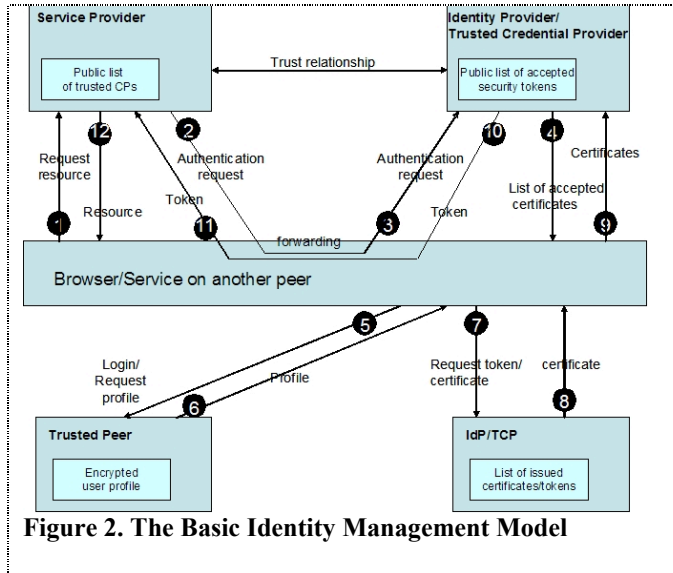 Service Provider
Public list
of trusted CPs
Identity Provider/
Trusted Credential Provider
Public list of accepted
security tokens
Trust relationship
12
2
10
4
Request
resource
Authentication
request
Authentication
request
Certificates
List of accepted
certificates
Resource
Token
Token
1
11
3
9
forwarding
Browser/Service on another peer
5
7
Login/
Request
profile
Profile
Request token/
certificate
certificate
6
8
Trusted Peer
Encrypted
user profile
IdP/TCP
List of issued
certificates/tokens
Figure 2. The Basic Identity Management Model